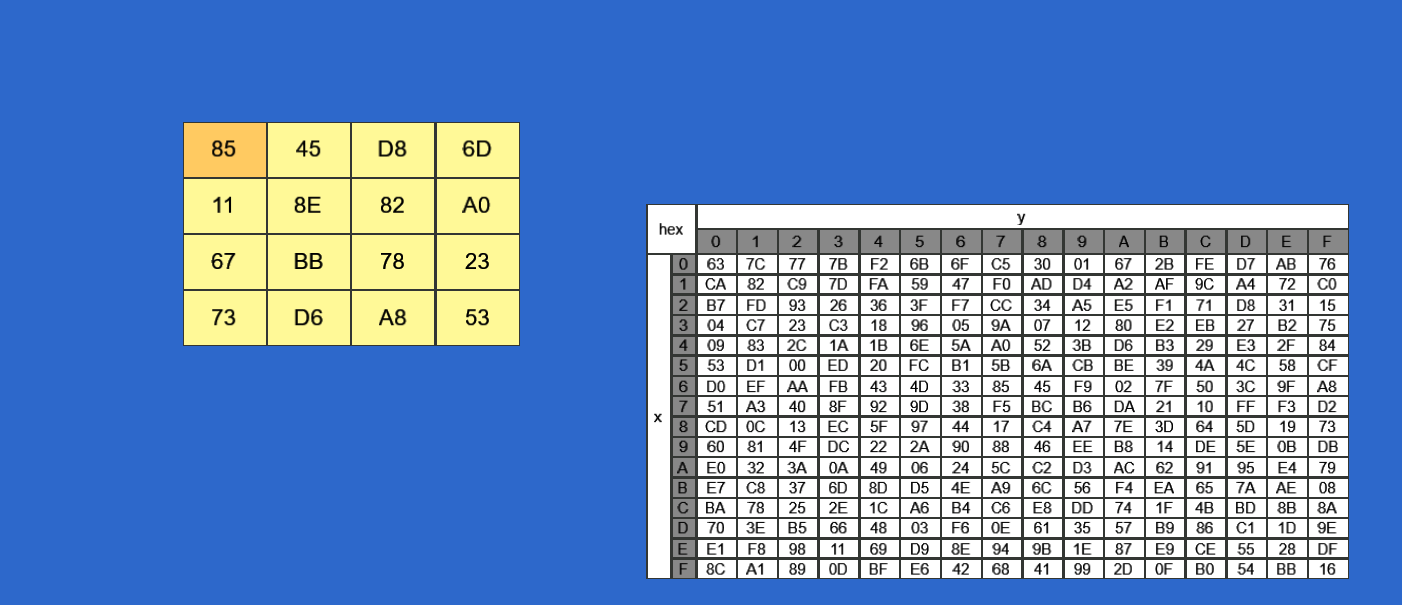 85 45 D8 6D
11 8E 82 A0
67 BB 78 23
73 D6 A8 53
hex y
0 1 2 3 4 5 6 7 8 9 A B C D E F
0 63 7C 77 7B F2 6B 6F C5 30 01 67 2B FE D7 AB 76
1 CA 82 C9 7D FA 59 47 F0 AD D4 A2 AF 9C A4 72 C0
2 B7 FD 93 26 36 3F F7 CC 34 A5 E5 F1 71 D8 31 15
3 04 C7 23 C3 18 96 05 9A 07 12 80 E2 EB 27 B2 75
4 09 83 2C 1A 1B 6E 5A A0 52 3B D6 B3 29 E3 2F 84
5 53 D1 00 ED 20 FC B1 5B 6A CB BE 39 4A 4C 58 CF
6 D0 EF AA FB 43 4D 33 85 45 F9 02 7F 50 3C 9F A8
x 7 51 A3 40 8F 92 9D 38 F5 BC B6 DA 21 10 FF F3 D2
8 CD 0C 13 EC 5F 97 44 17 C4 A7 7E 3D 64 5D 19 73
9 60 81 4F DC 22 2A 90 88 46 EE B8 14 DE 5E 0B DB
A E0 32 3A 0A 49 06 24 5C C2 D3 AC 62 91 95 E4 79
B E7 C8 37 6D 8D D5 4E A9 6C 56 F4 EA 65 7A AE 08
C BA 78 25 2E 1C A6 B4 C6 E8 DD 74 1F 4B BD 8B 8A
D 70 3E B5 66 48 03 F6 0E 61 35 57 B9 86 C1 1D 9E
E E1 F8 98 11 69 D9 8E 94 9B 1E 87 E9 CE 55 28 DF
F 8C A1 89 0D BF E6 42 68 41 99 2D 0F B0 54 BB 16